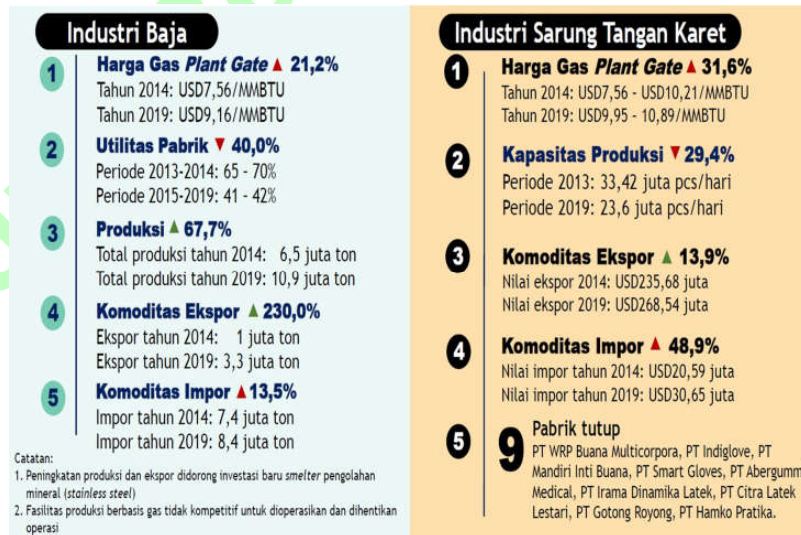 Industri Baja
1
Harga Gas Plant Gate ▲ 21,2%
Tahun 2014: USD7,56/MMBTU
Tahun 2019: USD9,16/MMBTU
2
Utilitas Pabrik ▼ 40,0%
Periode 2013-2014: 65 - 70%
Periode 2015-2019: 41 - 42%
3
Produksi ▲ 67,7%
Total produksi tahun 2014: 6,5 juta ton
Total produksi tahun 2019: 10,9 juta ton
4
Komoditas Ekspor ▲ 230,0%
Ekspor tahun 2014: 1 juta ton
Ekspor tahun 2019: 3,3 juta ton
5
Komoditas Impor ▲ 13,5%
Impor tahun 2014: 7,4 juta ton
Impor tahun 2019: 8,4 juta ton
Catatan:
1. Peningkatan produksi dan ekspor didorong investasi baru smelter pengolahan
mineral (stainless steel)
2. Fasilitas produksi berbasis gas tidak kompetitif untuk dioperasikan dan dihentikan
operasi
Industri Sarung Tangan Karet
1
Harga Gas Plant Gate ▲ 31,6%
Tahun 2014: USD7,56 - USD10,21/MMBTU
Tahun 2019: USD9,95 - 10,89/MMBTU
2
Kapasitas Produksi ▼ 29,4%
Periode 2013: 33,42 juta pcs/hari
Periode 2019: 23,6 juta pcs/hari
3
Komoditas Ekspor ▲ 13,9%
Nilai ekspor 2014: USD235,68 juta
Nilai ekspor 2019: USD268,54 juta
4
Komoditas Impor ▲ 48,9%
Nilai impor tahun 2014: USD20,59 juta
Nilai impor tahun 2019: USD30,65 juta
5
9 Pabrik tutup
PT WRP Buana Multicorpora, PT Indiglove, PT
Mandiri Inti Buana, PT Smart Gloves, PT Abergumm
Medical, PT Irama Dinamika Latek, PT Citra Latek
Lestari, PT Gotong Royong, PT Hamko Pratika.